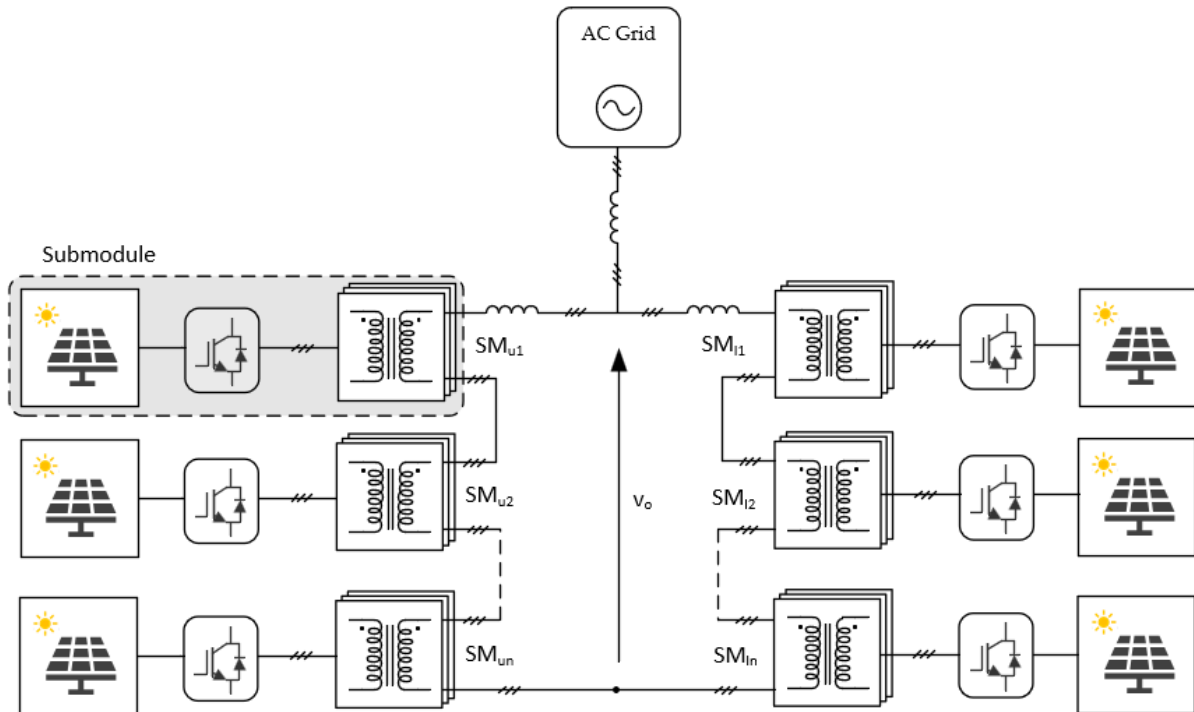 AC Grid
Submodule
SMu1
SMl1
SMu2
vo
SMl2
SMun
SMln